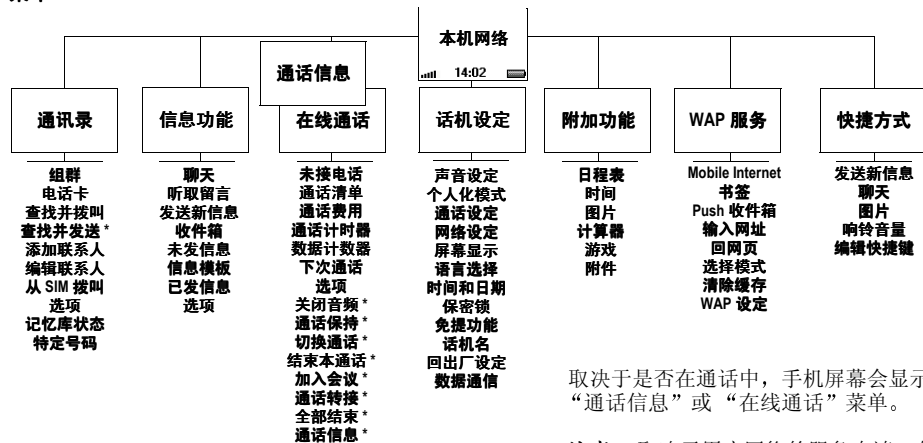 本机网络
14:02
通话信息
通讯录
信息功能
在线通话
话机设定
附加功能
WAP 服务
快捷方式
组群
电话卡
查找并拨叫
查找并发送 *
添加联系人
编辑联系人
从 SIM 拨叫
选项
记忆库状态
特定号码
聊天
听取留言
发送新信息
收件箱
未发信息
信息模板
已发信息
选项
未接电话
通话清单
通话费用
通话计时器
数据计数器
下次通话
选项
关闭音频 *
通话保持 *
切换通话 *
结束本通话 *
加入会议 *
通话转接 *
全部结束 *
通话信息 *
声音设定
个人化模式
通话设定
网络设定
屏幕显示
语言选择
时间和日期
保密锁
免提功能
话机名
回出厂设定
数据通信
日程表
时间
图片
计算器
游戏
附件
Mobile Internet
书签
Push 收件箱
输入网址
回网页
选择模式
清除缓存
WAP 设定
发送新信息
聊天
图片
响铃音量
编辑快捷键
取决于是否在通话中，手机屏幕会显示
“通话信息”或“在线通话”菜单。